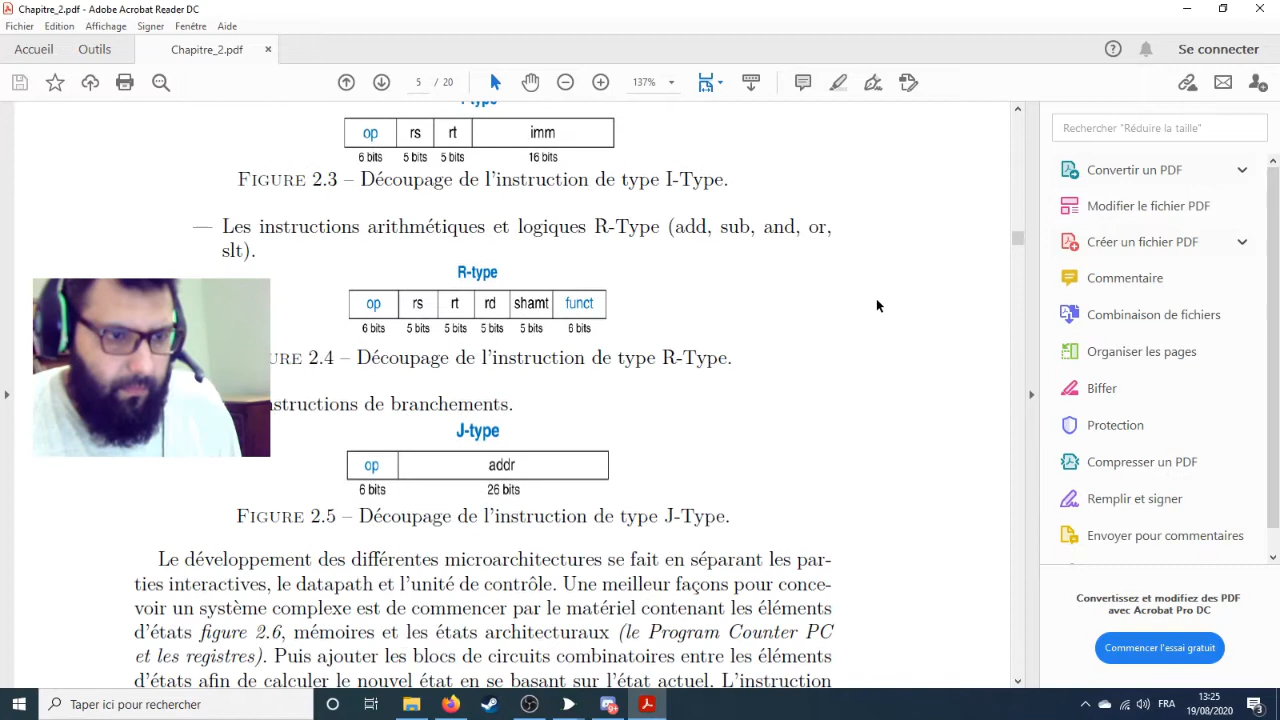 Chapitre_2.pdf - Adobe Acrobat Reader DC
Fichier Edition Affichage Signer Fenêtre Aide
Accueil Outils Chapitre_2.pdf × Se connecter
5 / 20 137%
op rs rt imm
6 bits 5 bits 5 bits 16 bits
FIGURE 2.3 – Découpage de l'instruction de type I-Type.
— Les instructions arithmétiques et logiques R-Type (add, sub, and, or,
slt).
R-type
op rs rt rd shamt funct
6 bits 5 bits 5 bits 5 bits 5 bits 6 bits
URE 2.4 – Découpage de l'instruction de type R-Type.
nstructions de branchements.
J-type
op addr
6 bits 26 bits
FIGURE 2.5 – Découpage de l'instruction de type J-Type.
Le développement des différentes microarchitectures se fait en séparant les par-
ties interactives, le datapath et l'unité de contrôle. Une meilleur façons pour conce-
voir un système complexe est de commencer par le matériel contenant les éléments
d'états figure 2.6, mémoires et les états architecturaux (le Program Counter PC
et les registres). Puis ajouter les blocs de circuits combinatoires entre les éléments
d'états afin de calculer le nouvel état en se basant sur l'état actuel. L'instruction
Rechercher "Réduire la taille"
Convertir un PDF
Modifier le fichier PDF
Créer un fichier PDF
Commentaire
Combinaison de fichiers
Organiser les pages
Biffer
Protection
Compresser un PDF
Remplir et signer
Envoyer pour commentaires
Convertissez et modifiez des PDF
avec Acrobat Pro DC
Commencer l'essai gratuit
Taper ici pour rechercher
FRA
13:25
19/08/2020